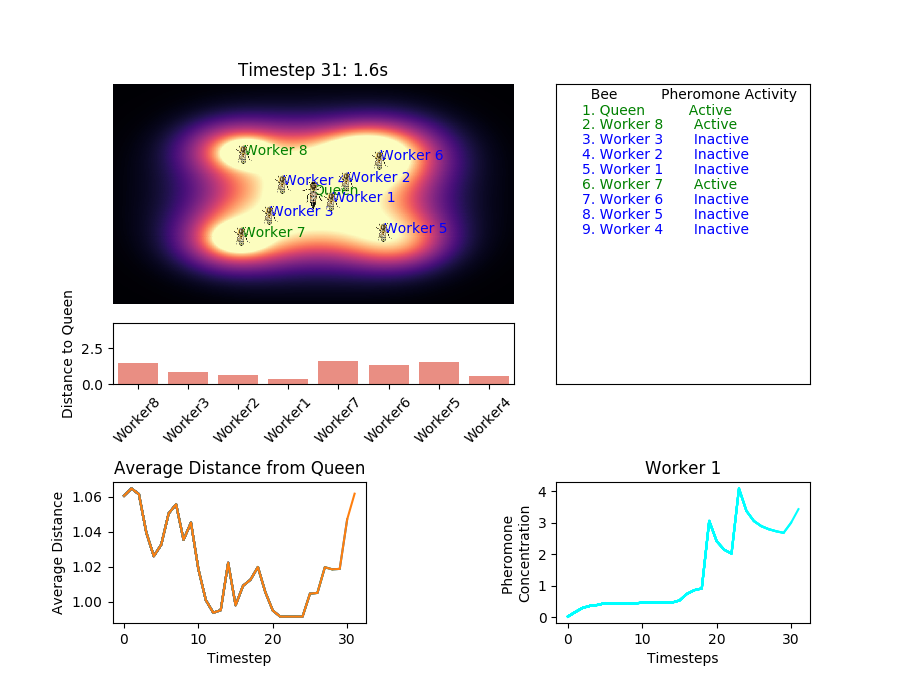 Timestep 31: 1.6s
Worker 8
Worker 6
Worker 4
Worker 2
Queen
Worker 1
Worker 3
Worker 7
Worker 5
Bee Pheromone Activity
1. Queen Active
2. Worker 8 Active
3. Worker 3 Inactive
4. Worker 2 Inactive
5. Worker 1 Inactive
6. Worker 7 Active
7. Worker 6 Inactive
8. Worker 5 Inactive
9. Worker 4 Inactive
Distance to Queen
2.5
0.0
Worker8 Worker3 Worker2 Worker1 Worker7 Worker6 Worker5 Worker4
Average Distance from Queen
Average Distance
1.06
1.04
1.02
1.00
0 10 20 30
Timestep
Worker 1
Pheromone
Concentration
4
3
2
1
0
0 10 20 30
Timesteps